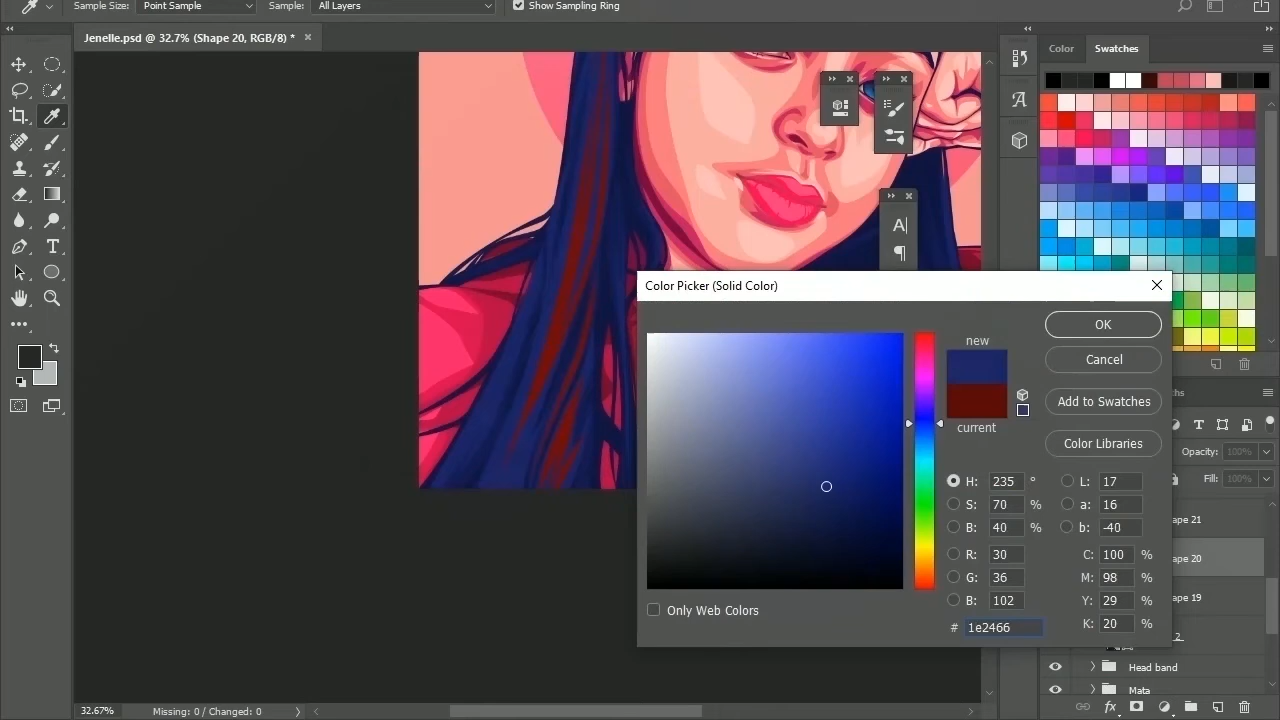 Sample Size: Point Sample Sample: All Layers Show Sampling Ring
Jenelle.psd @ 32.7% (Shape 20, RGB/8) *
Color Swatches
Color Picker (Solid Color)
new
current
OK
Cancel
Add to Swatches
Color Libraries
H: 235 °
S: 70 %
B: 40 %
R: 30
G: 36
B: 102
# 1e2466
L: 17
a: 16
b: -40
C: 100 %
M: 98 %
Y: 29 %
K: 20 %
Only Web Colors
Opacity: 100%
Fill: 100%
ape 21
ape 20
ape 19
Head band
Mata
32.67% Missing: 0 / Changed: 0